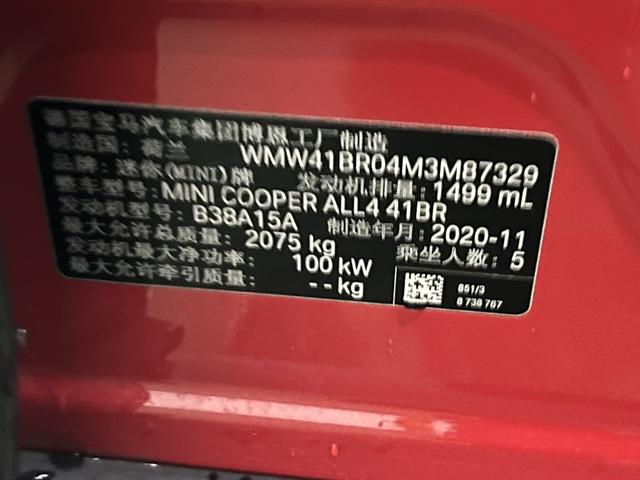 德国宝马汽车集团博恩工厂制造
制造国: 荷兰 WMW41BR04M3M87329
品牌: 迷你(MINI)牌 发动机排量: 1499 mL
整车型号: MINI COOPER ALL4 41BR
发动机型号: B38A15A 制造年月: 2020-11
最大允许总质量: 2075 kg 乘坐人数: 5
发动机最大净功率: 100 kW
最大允许牵引质量: -- kg
851/3
8 738 767